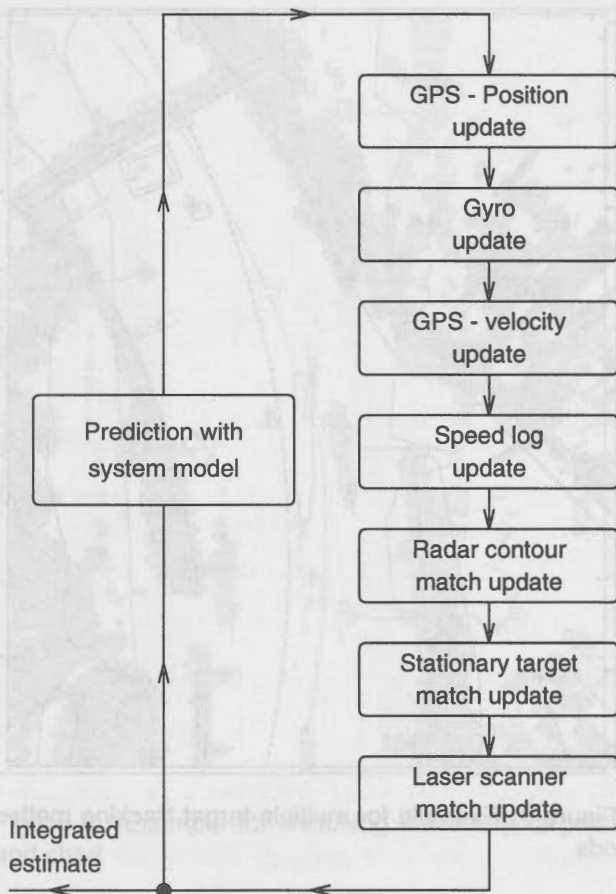 GPS - Position
update
Gyro
update
GPS - velocity
update
Prediction with
system model
Speed log
update
Radar contour
match update
Stationary target
match update
Laser scanner
match update
Integrated
estimate